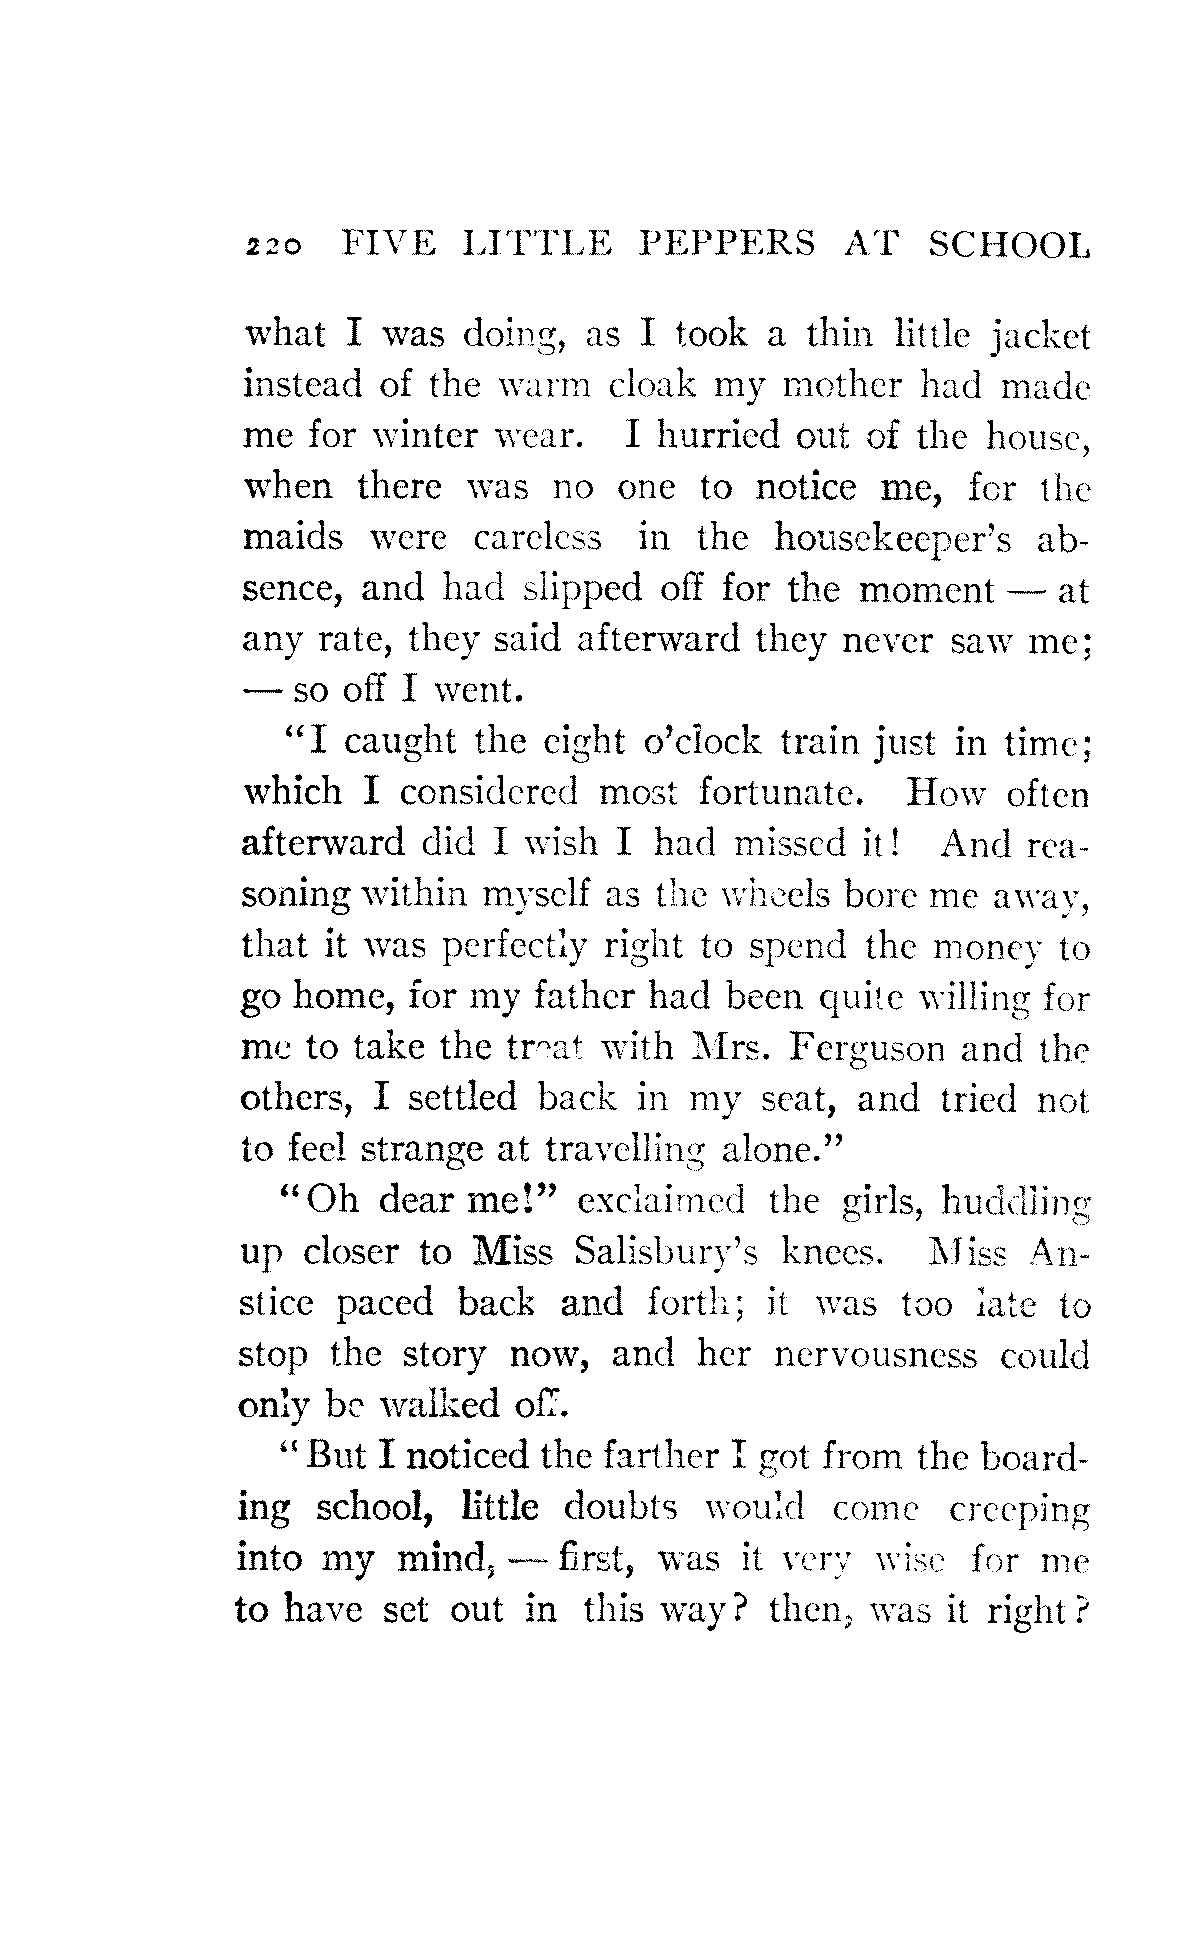 220 FIVE LITTLE PEPPERS AT SCHOOL
what I was doing, as I took a thin little jacket
instead of the warm cloak my mother had made
me for winter wear. I hurried out of the house,
when there was no one to notice me, for the
maids were careless in the housekeeper's ab-
sence, and had slipped off for the moment — at
any rate, they said afterward they never saw me;
— so off I went.
"I caught the eight o'clock train just in time;
which I considered most fortunate. How often
afterward did I wish I had missed it! And rea-
soning within myself as the wheels bore me away,
that it was perfectly right to spend the money to
go home, for my father had been quite willing for
me to take the treat with Mrs. Ferguson and the
others, I settled back in my seat, and tried not
to feel strange at travelling alone."
"Oh dear me!" exclaimed the girls, huddling
up closer to Miss Salisbury's knees. Miss An-
stice paced back and forth; it was too late to
stop the story now, and her nervousness could
only be walked off.
"But I noticed the farther I got from the board-
ing school, little doubts would come creeping
into my mind, — first, was it very wise for me
to have set out in this way? then, was it right?